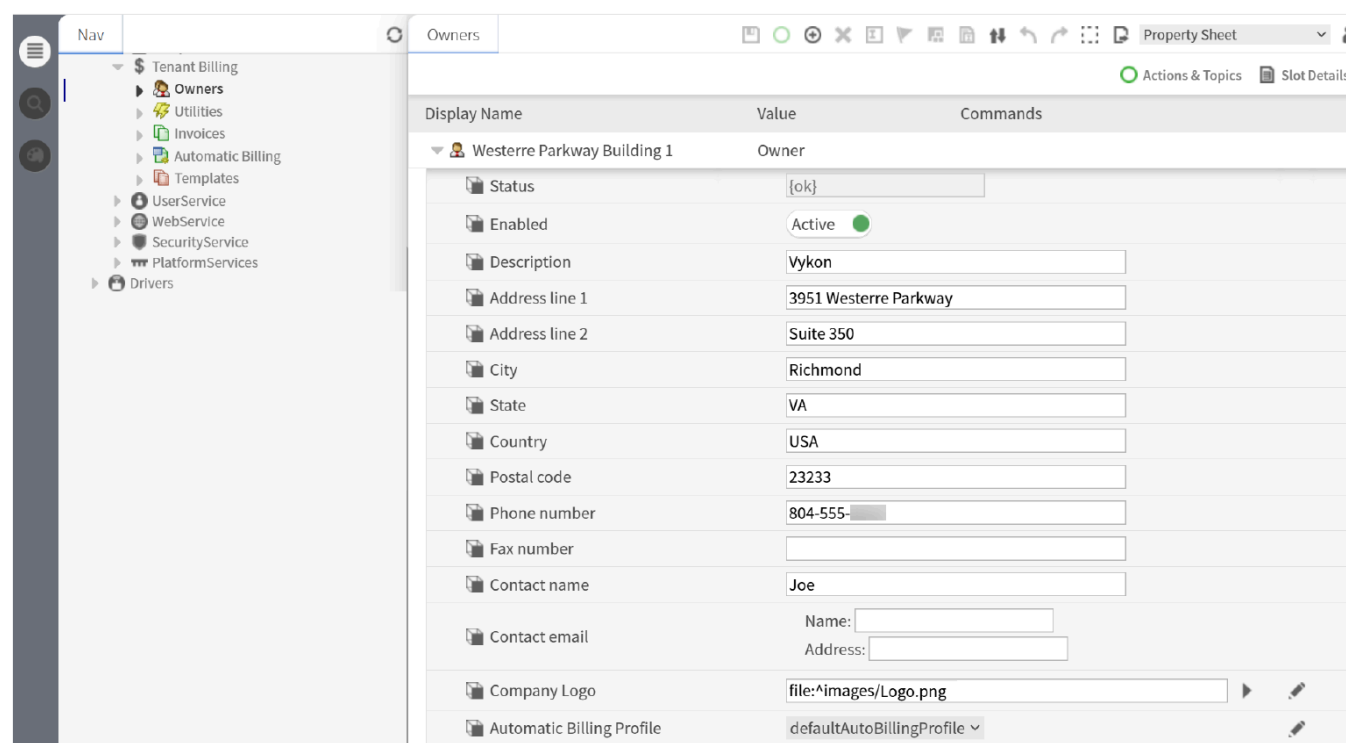 Nav
Owners
Property Sheet
Actions & Topics Slot Details
$ Tenant Billing
Owners
Utilities
Invoices
Automatic Billing
Templates
UserService
WebService
SecurityService
PlatformServices
Drivers
Display Name Value Commands
Westerre Parkway Building 1 Owner
Status {ok}
Enabled Active
Description Vykon
Address line 1 3951 Westerre Parkway
Address line 2 Suite 350
City Richmond
State VA
Country USA
Postal code 23233
Phone number 804-555-
Fax number
Contact name Joe
Contact email Name:
Address:
Company Logo file:^images/Logo.png
Automatic Billing Profile defaultAutoBillingProfile